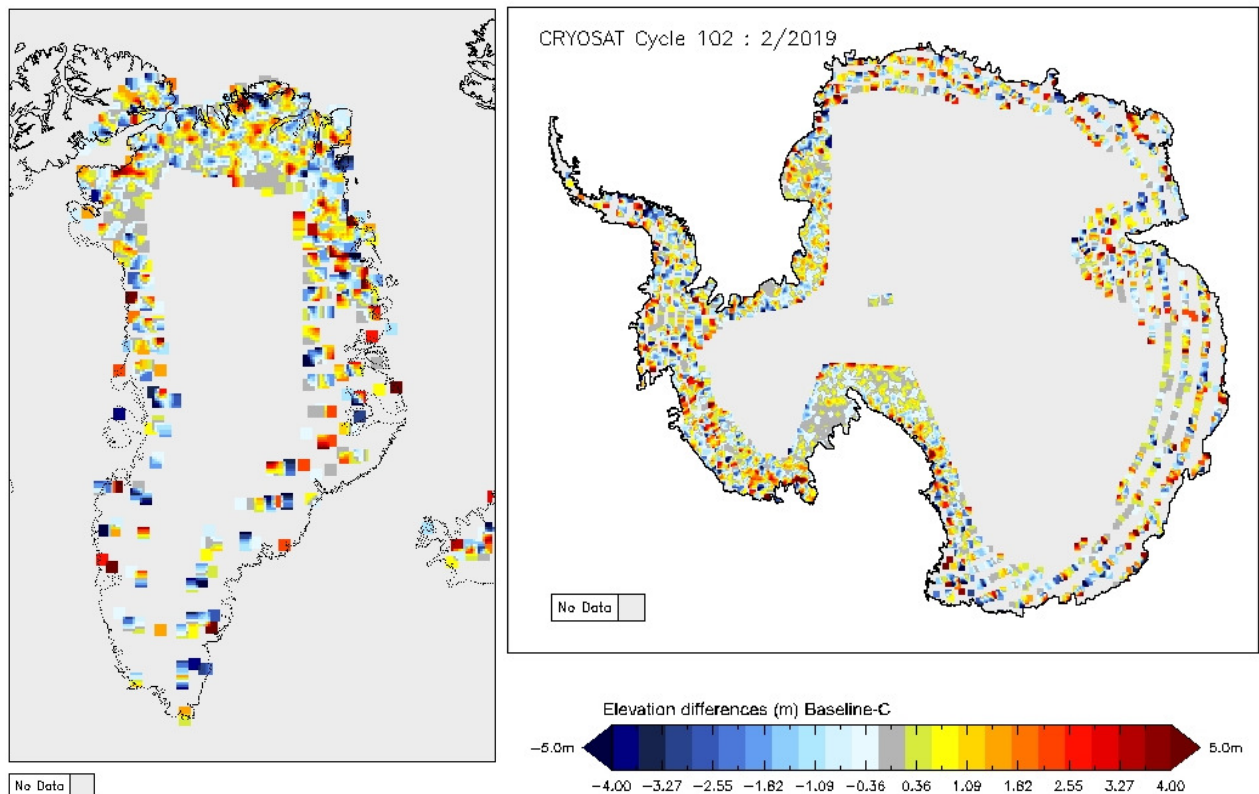 CRYOSAT Cycle 102 : 2/2019
No Data
Elevation differences (m) Baseline-C
-5.0m
5.0m
-4.00 -3.27 -2.55 -1.82 -1.09 -0.36 0.36 1.09 1.82 2.55 3.27 4.00
No Data